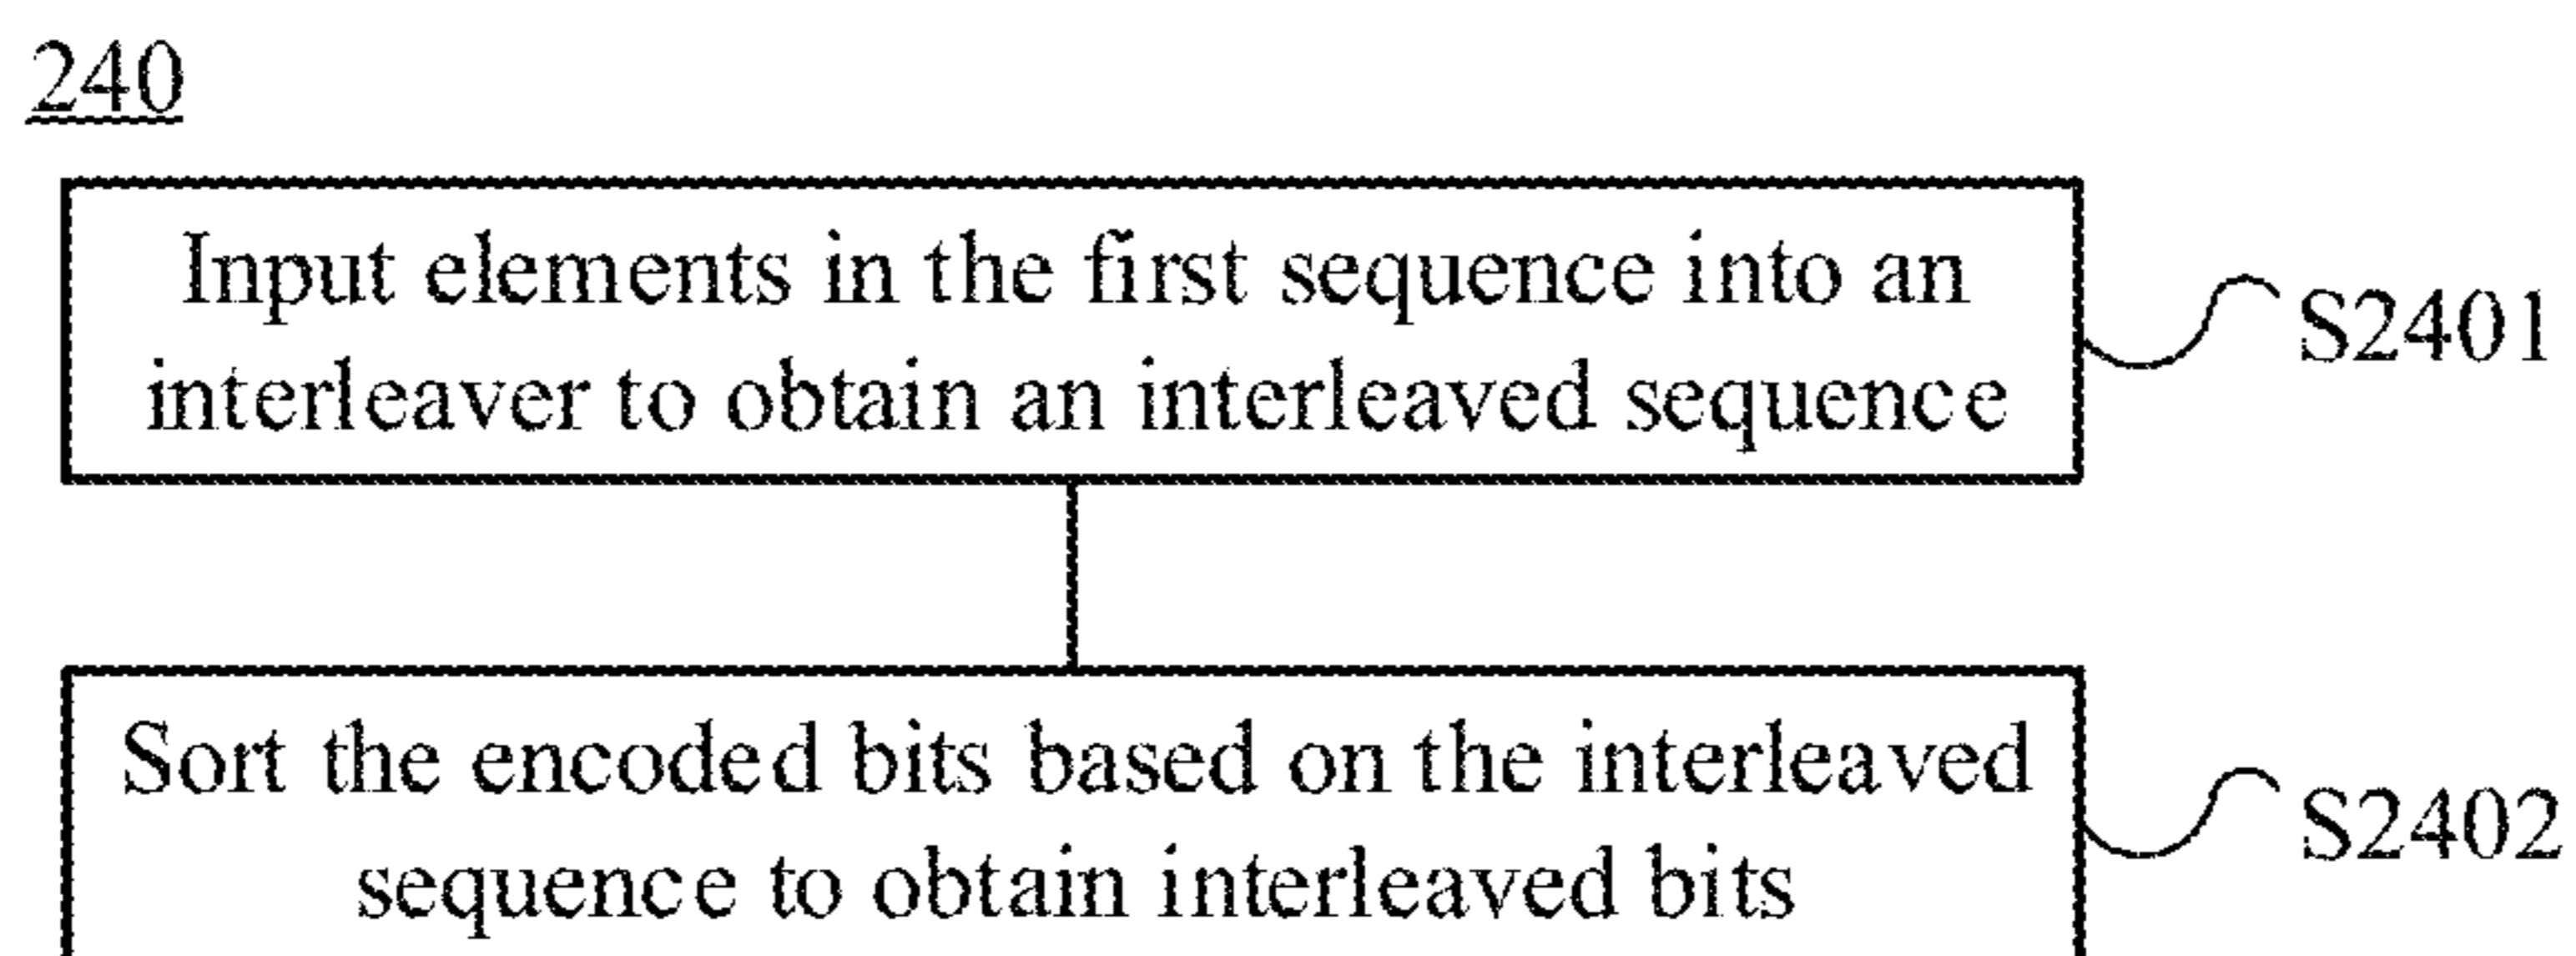 240
Input elements in the first sequence into an
interleaver to obtain an interleaved sequence
S2401
Sort the encoded bits based on the interleaved
sequence to obtain interleaved bits
S2402